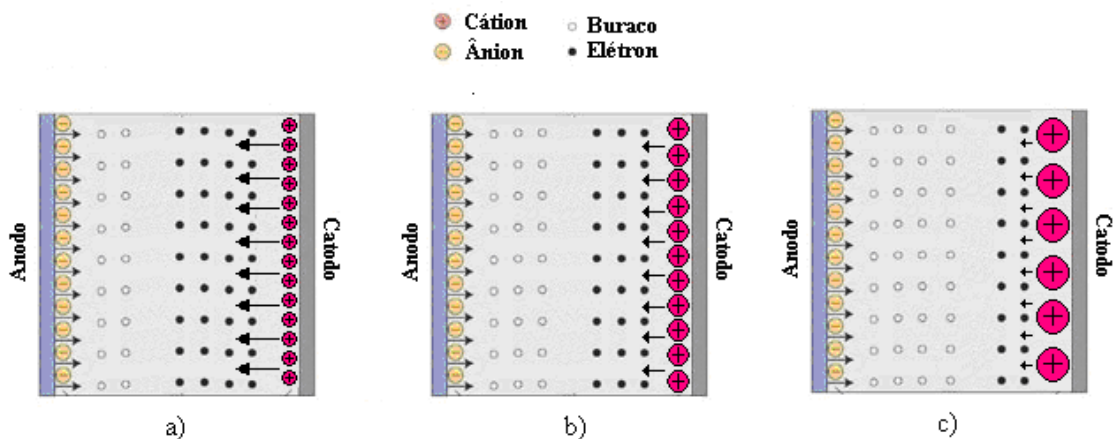 Cátion Buraco
Ânion Elétron
Anodo
Catodo
Anodo
Catodo
Anodo
Catodo
a) b) c)